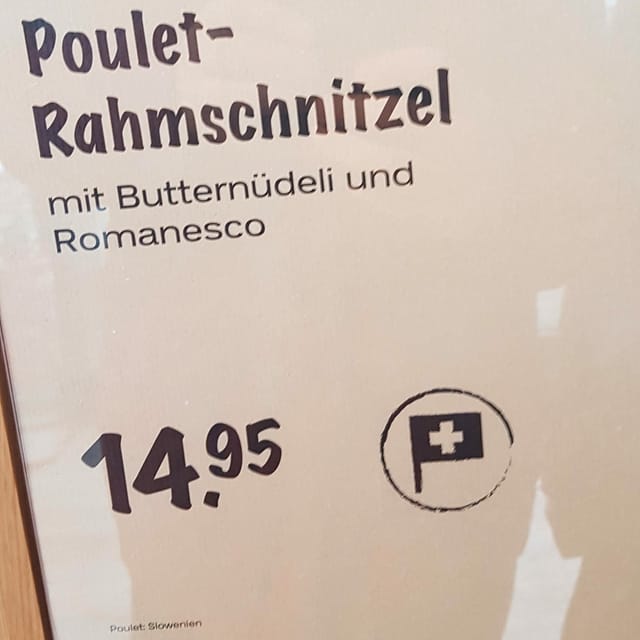 Poulet-
Rahmschnitzel
mit Butternüdeli und
Romanesco
14.95
Poulet: Slowenien